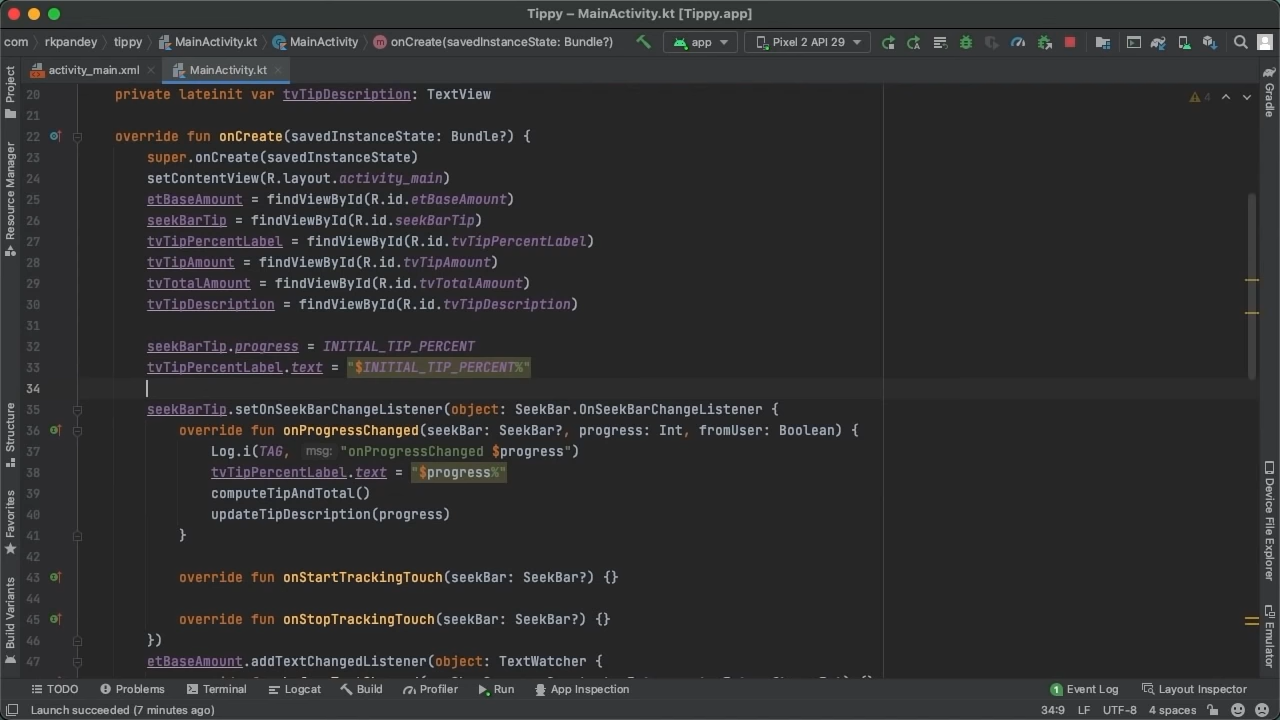 Tippy – MainActivity.kt [Tippy.app]
com rkpandey tippy MainActivity.kt MainActivity onCreate(savedInstanceState: Bundle?) app Pixel 2 API 29
activity_main.xml MainActivity.kt
Project
Resource Manager
Structure
Favorites
Build Variants
4
20 private lateinit var tvTipDescription: TextView
21
22 override fun onCreate(savedInstanceState: Bundle?) {
23 super.onCreate(savedInstanceState)
24 setContentView(R.layout.activity_main)
25 etBaseAmount = findViewById(R.id.etBaseAmount)
26 seekBarTip = findViewById(R.id.seekBarTip)
27 tvTipPercentLabel = findViewById(R.id.tvTipPercentLabel)
28 tvTipAmount = findViewById(R.id.tvTipAmount)
29 tvTotalAmount = findViewById(R.id.tvTotalAmount)
30 tvTipDescription = findViewById(R.id.tvTipDescription)
31
32 seekBarTip.progress = INITIAL_TIP_PERCENT
33 tvTipPercentLabel.text = "$INITIAL_TIP_PERCENT%"
34
35 seekBarTip.setOnSeekBarChangeListener(object: SeekBar.OnSeekBarChangeListener {
36 override fun onProgressChanged(seekBar: SeekBar?, progress: Int, fromUser: Boolean) {
37 Log.i(TAG, msg: "onProgressChanged $progress")
38 tvTipPercentLabel.text = "$progress%"
39 computeTipAndTotal()
40 updateTipDescription(progress)
41 }
42
43 override fun onStartTrackingTouch(seekBar: SeekBar?) {}
44
45 override fun onStopTrackingTouch(seekBar: SeekBar?) {}
46 })
47 etBaseAmount.addTextChangedListener(object: TextWatcher {
Gradle
Device File Explorer
Emulator
TODO Problems Terminal Logcat Build Profiler Run App Inspection 1 Event Log Layout Inspector
Launch succeeded (7 minutes ago) 34:9 LF UTF-8 4 spaces